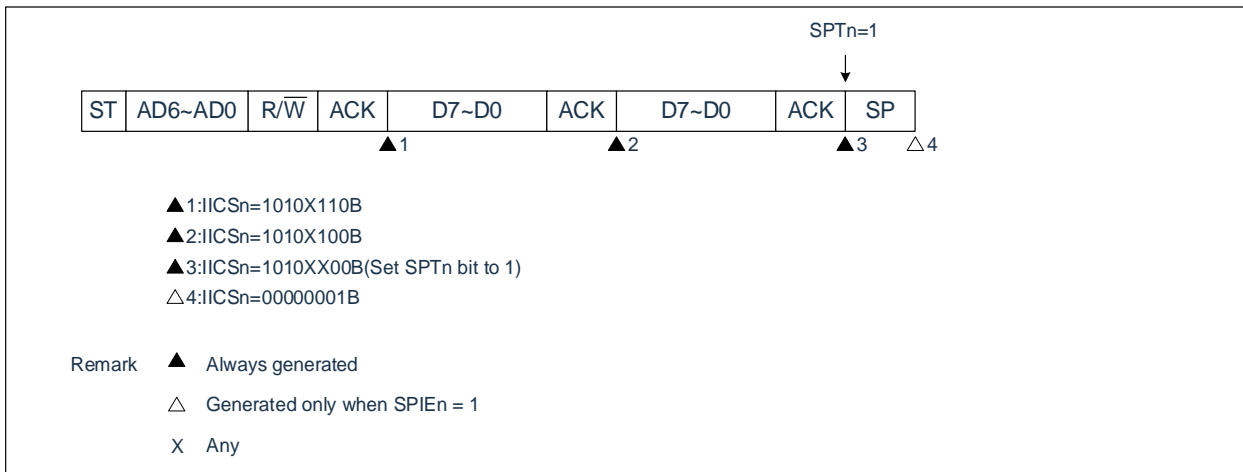 SPTn=1
ST AD6~AD0 R/W̅ ACK D7~D0 ACK D7~D0 ACK SP
▲1 ▲2 ▲3 △4
▲1:IICSn=1010X110B
▲2:IICSn=1010X100B
▲3:IICSn=1010XX00B(Set SPTn bit to 1)
△4:IICSn=00000001B
Remark ▲ Always generated
△ Generated only when SPIEn = 1
X Any